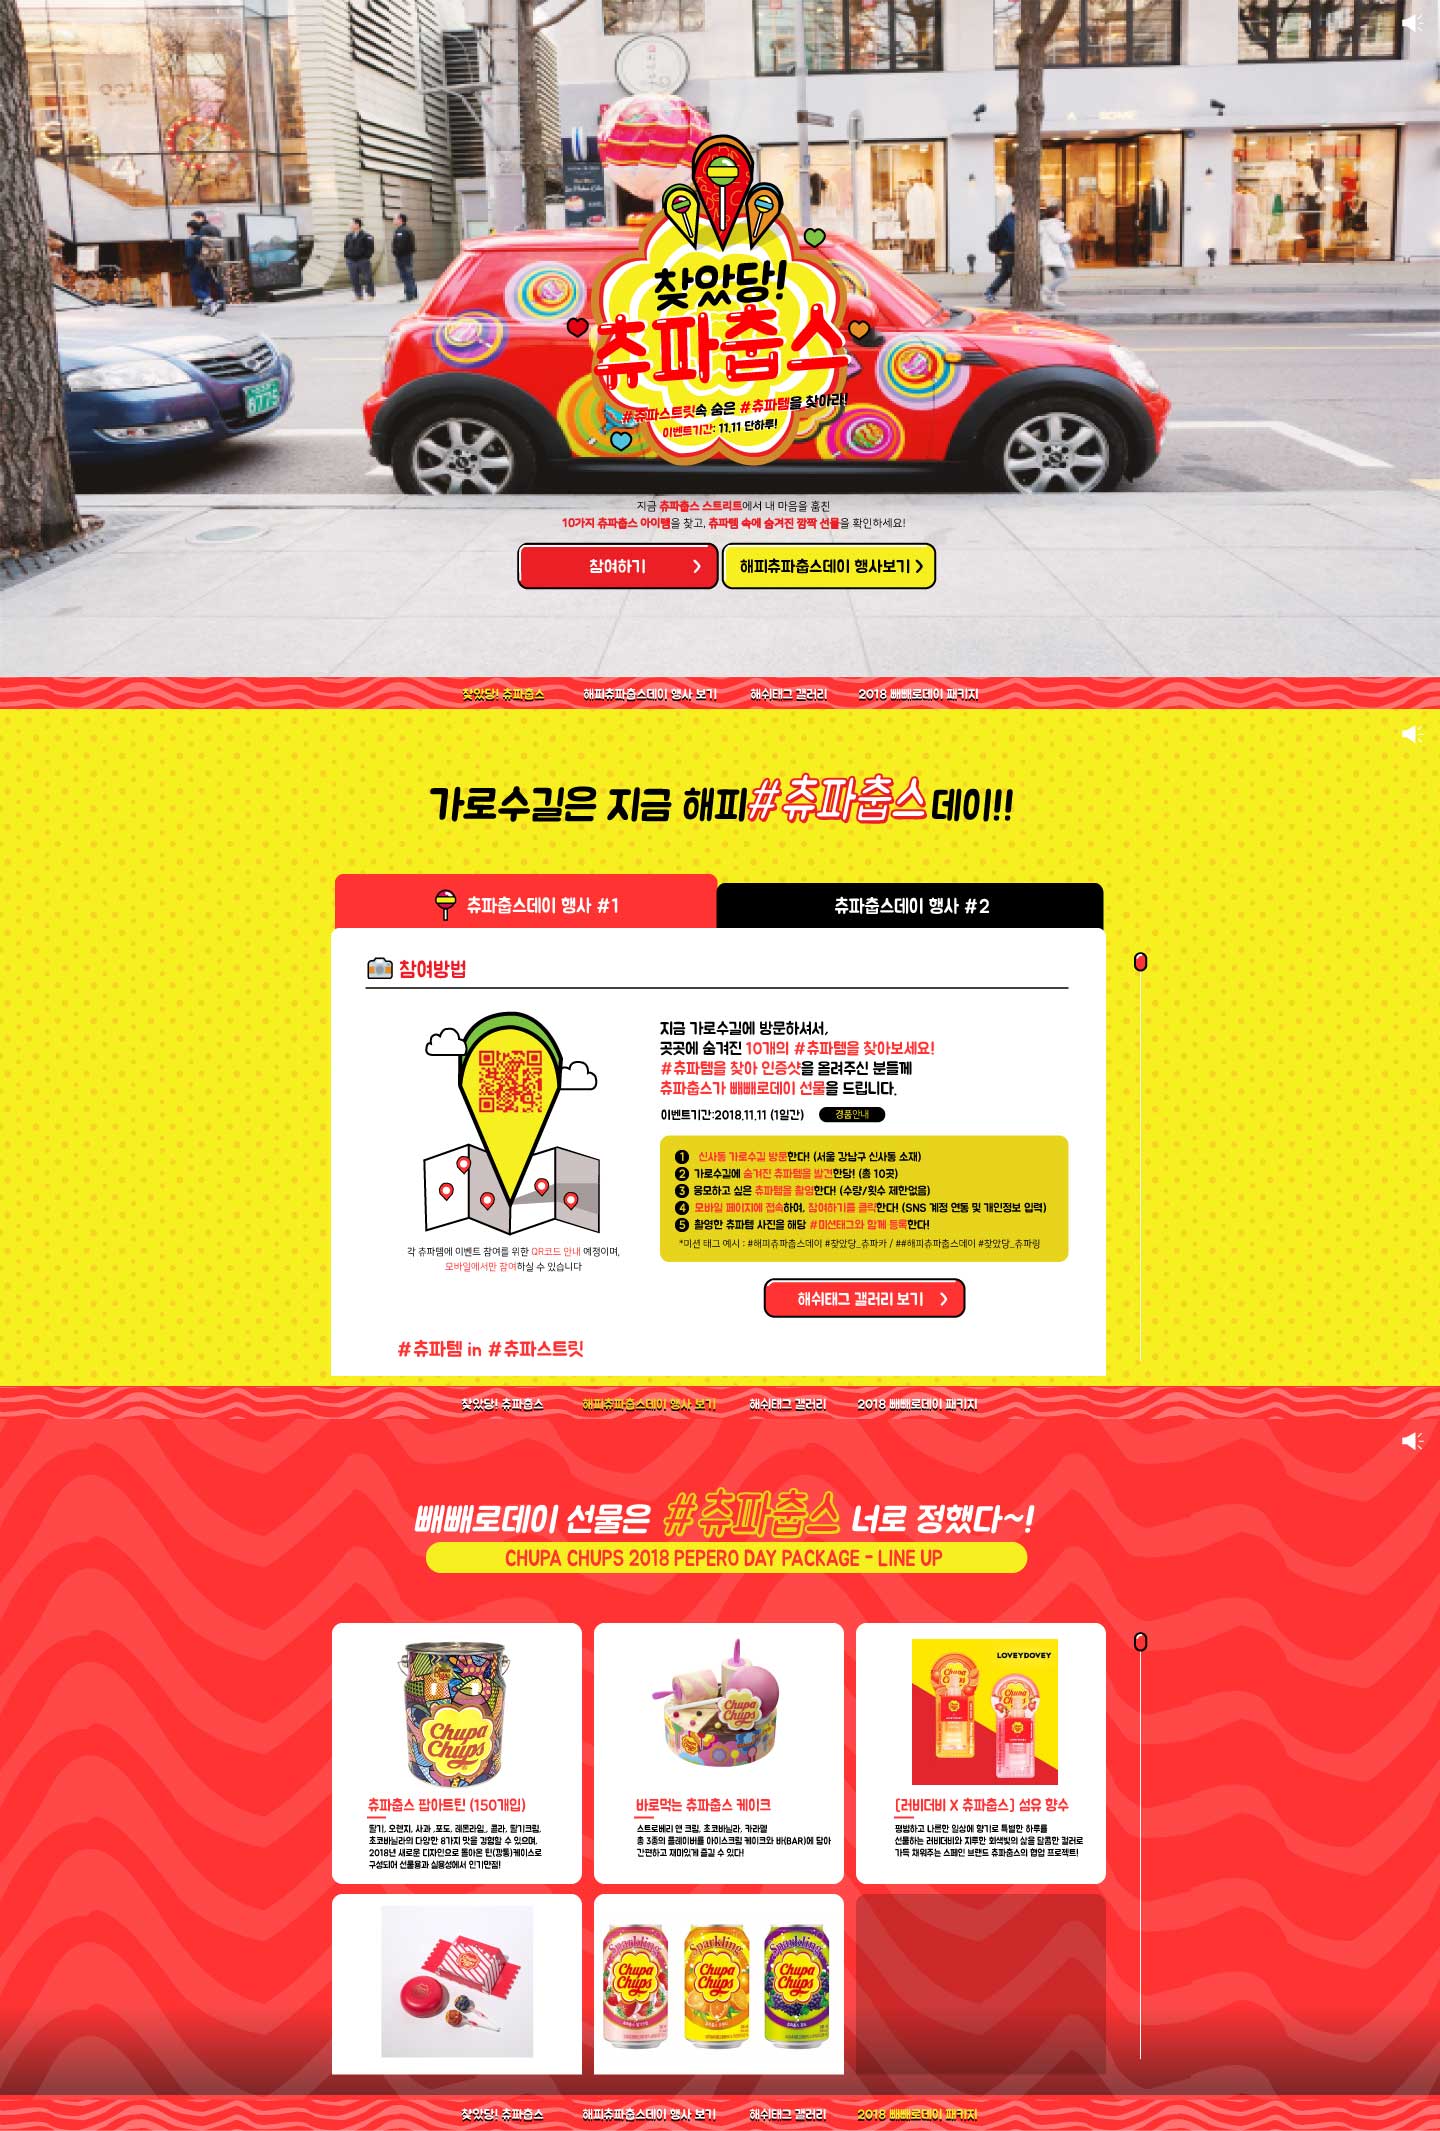 찾았당!
츄파춥스
#츄파스트릿속 숨은 #츄파템을 찾아라!
이벤트기간: 11.11 단하루!
6775
지금 츄파춥스 스트리트에서 내 마음을 훔친
10가지 츄파춥스 아이템을 찾고, 츄파템 속에 숨겨진 깜짝 선물을 확인하세요!
참여하기
해피츄파춥스데이 행사보기
찾았당! 츄파춥스 해피츄파춥스데이 행사 보기 해쉬태그 갤러리 2018 빼빼로데이 패키지
가로수길은 지금 해피#츄파춥스데이!!
츄파춥스데이 행사 #1
츄파춥스데이 행사 #2
참여방법
지금 가로수길에 방문하셔서,
곳곳에 숨겨진 10개의 #츄파템을 찾아보세요!
#츄파템을 찾아 인증샷을 올려주신 분들께
츄파춥스가 빼빼로데이 선물을 드립니다.
이벤트기간:2018.11.11 (1일간) 경품안내
1 신사동 가로수길 방문한다! (서울 강남구 신사동 소재)
2 가로수길에 숨겨진 츄파템을 발견한당! (총 10곳)
3 응모하고 싶은 츄파템을 촬영한다! (수량/횟수 제한없음)
4 모바일 페이지에 접속하여, 참여하기를 클릭한다! (SNS 계정 연동 및 개인정보 입력)
5 촬영한 츄파템 사진을 해당 #미션태그와 함께 등록한다!
*미션 태그 예시 : #해피츄파춥스데이 #찾았당_츄파카 / ##해피츄파춥스데이 #찾았당_츄파링
각 츄파템에 이벤트 참여를 위한 QR코드 안내 예정이며,
모바일에서만 참여하실 수 있습니다
해쉬태그 갤러리 보기
#츄파템 in #츄파스트릿
찾았당! 츄파춥스 해피츄파춥스데이 행사 보기 해쉬태그 갤러리 2018 빼빼로데이 패키지
빼빼로데이 선물은 #츄파춥스 너로 정했다~!
CHUPA CHUPS 2018 PEPERO DAY PACKAGE - LINE UP
Chupa
Chups
츄파춥스 팝아트틴 (150개입)
딸기, 오렌지, 사과 ,포도, 레몬라임,, 콜라, 딸기크림,
초코바닐라의 다양한 8가지 맛을 경험할 수 있으며,
2018년 새로운 디자인으로 돌아온 틴(깡통)케이스로
구성되어 선물용과 실용성에서 인기만점!
Chupa
Chups
바로먹는 츄파춥스 케이크
스트로베리 앤 크림, 초코바닐라, 카라멜
총 3종의 플레이버를 아이스크림 케이크와 바(BAR)에 담아
간편하고 재미있게 즐길 수 있다!
LOVEYDOVEY
[러비더비 X 츄파춥스] 섬유 향수
평범하고 나른한 일상에 향기로 특별한 하루를
선물하는 러비더비와 지루한 회색빛의 삶을 달콤한 컬러로
가득 채워주는 스페인 브랜드 츄파춥스의 협업 프로젝트!
Sparkling
Chupa
Chups
Sparkling
Chupa
Chups
Sparkling
Chupa
Chups
찾았당! 츄파춥스 해피츄파춥스데이 행사 보기 해쉬태그 갤러리 2018 빼빼로데이 패키지